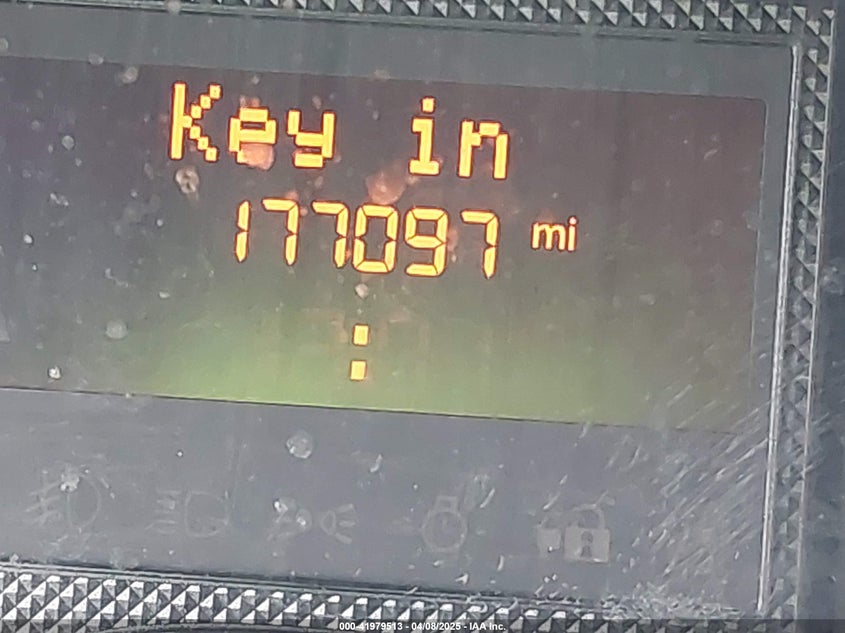 Key in
177097 mi
:
000-41979513 - 04/08/2025 - IAA Inc.